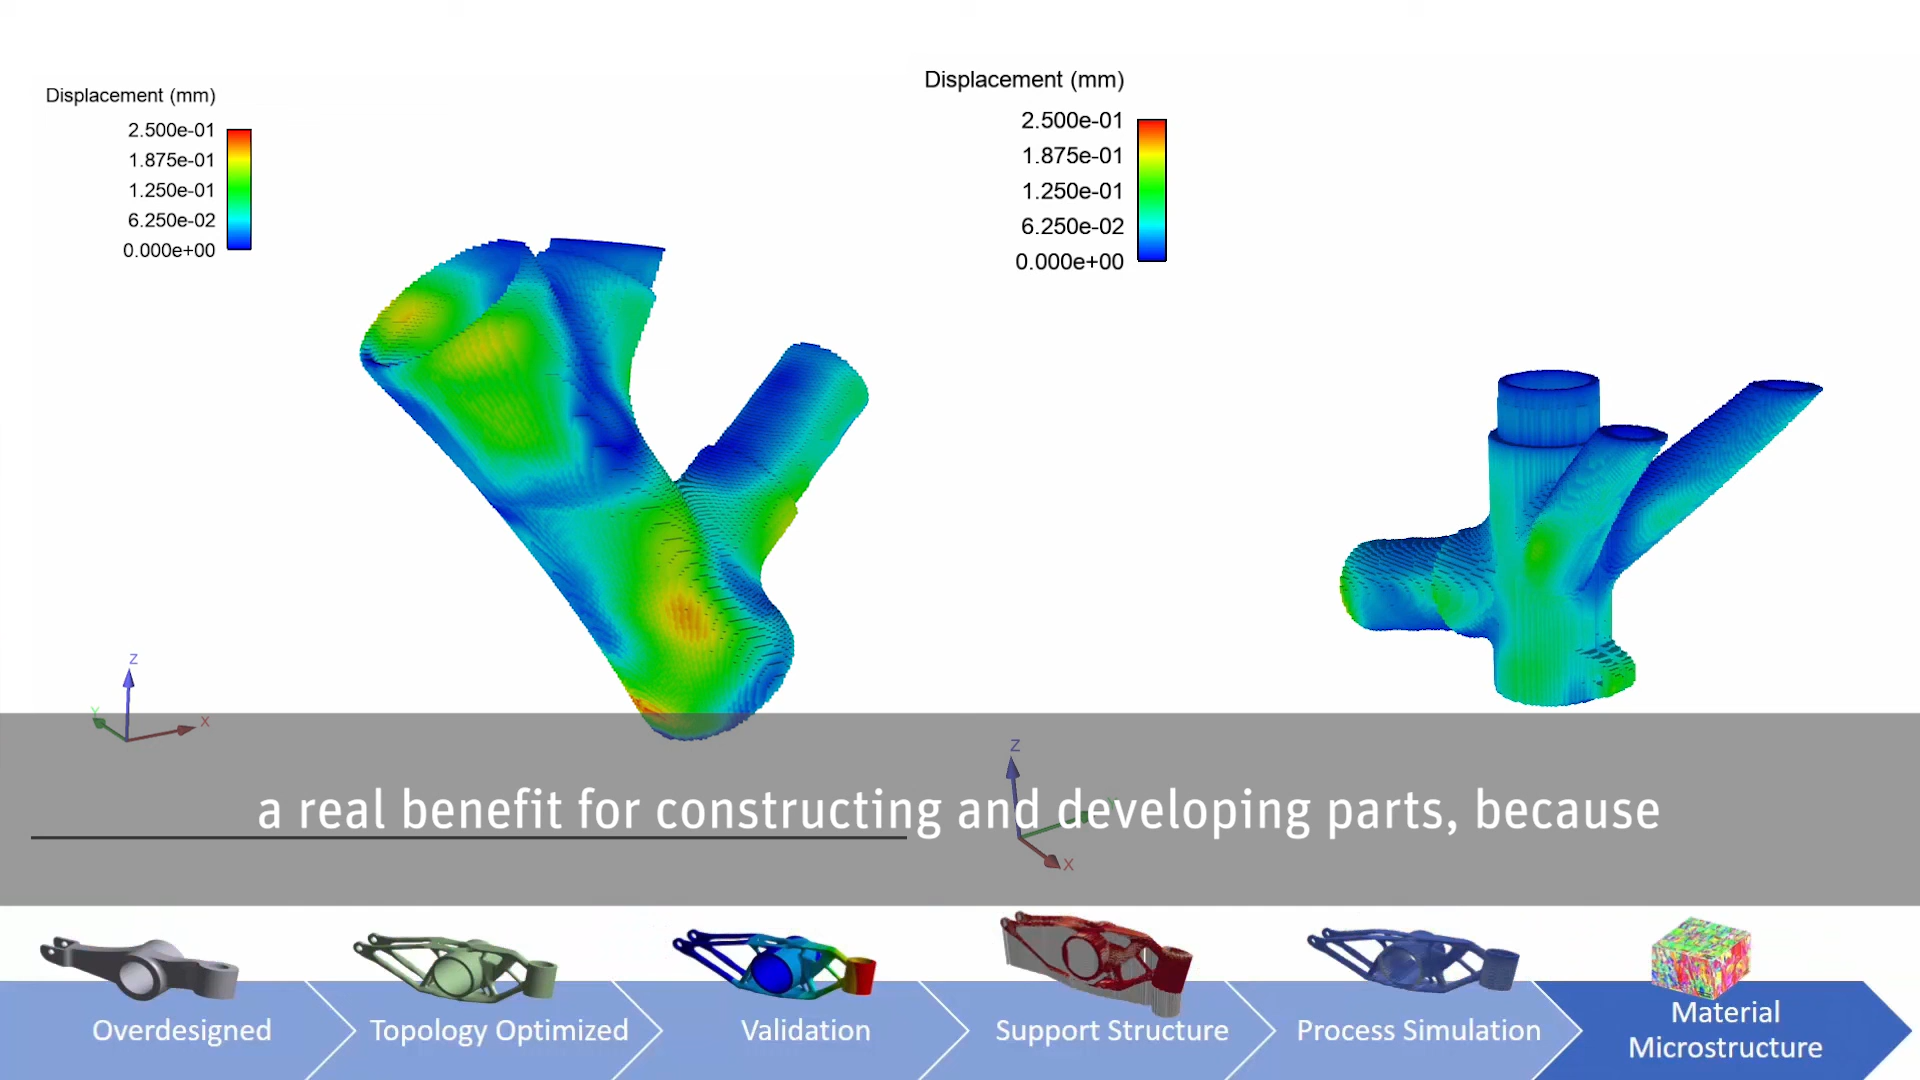 Displacement (mm)
2.500e-01
1.875e-01
1.250e-01
6.250e-02
0.000e+00
Displacement (mm)
2.500e-01
1.875e-01
1.250e-01
6.250e-02
0.000e+00
Z
Y
X
Z
X
a real benefit for constructing and developing parts, because
Overdesigned
Topology Optimized
Validation
Support Structure
Process Simulation
Material
Microstructure